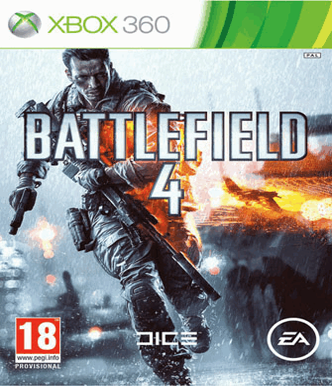 XBOX 360
PAL
BATTLEFIELD
4
18
www.pegi.info
PROVISIONAL
DICE
EA